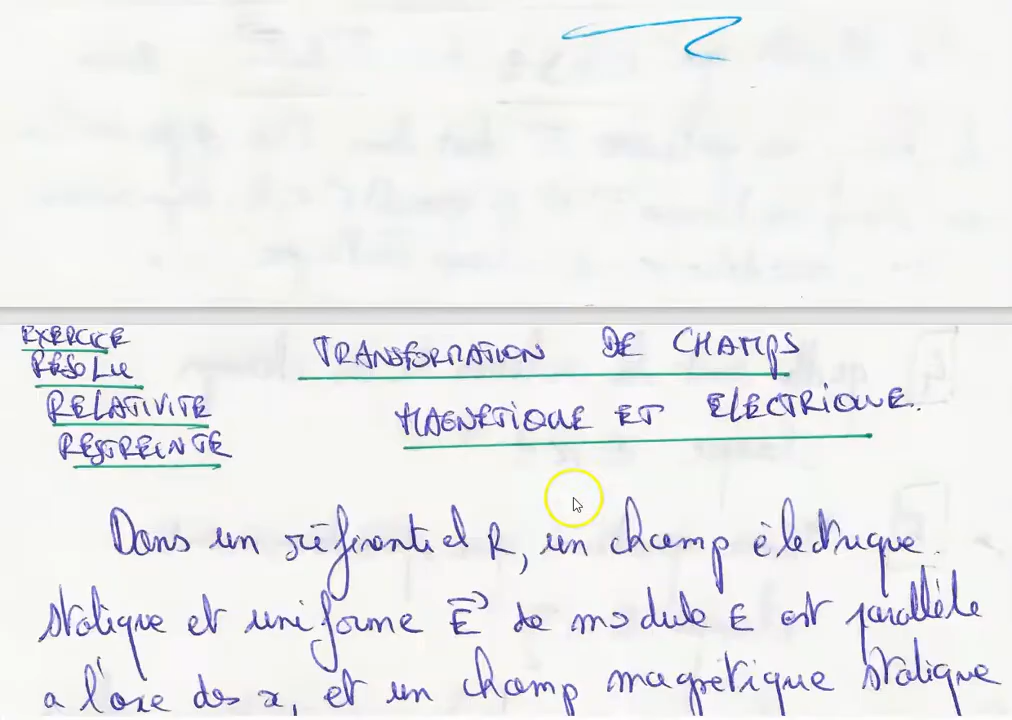 EXERCICE
RESOLU
RELATIVITE
RESTREINTE
TRANSFORMATION DE CHAMPS
MAGNETIQUE ET ELECTRIQUE.
Dans un référentiel R, un champ électrique
statique et uniforme E de module E est parallèle
a l'axe des x, et un champ magnétique statique